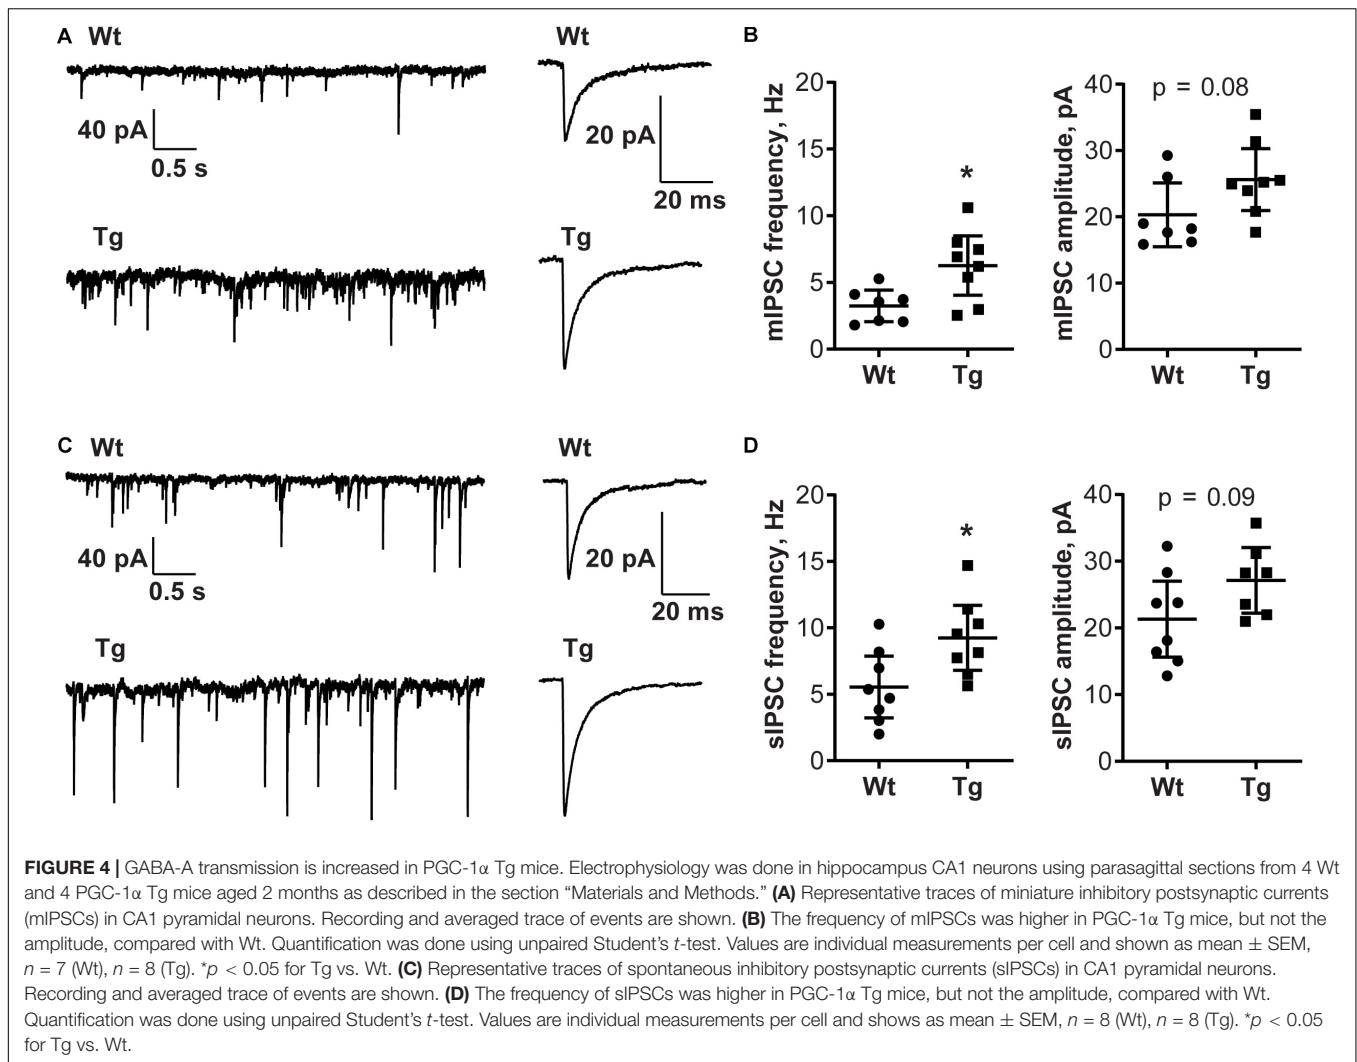 A Wt
Wt
40 pA
0.5 s
20 pA
20 ms
Tg
Tg
B
mIPSC frequency, Hz
20
15
10
5
0
*
Wt
Tg
mIPSC amplitude, pA
40
30
20
10
0
p = 0.08
Wt
Tg
C Wt
Wt
40 pA
0.5 s
20 pA
20 ms
Tg
Tg
D
sIPSC frequency, Hz
20
15
10
5
0
*
Wt
Tg
sIPSC amplitude, pA
40
30
20
10
0
p = 0.09
Wt
Tg
FIGURE 4 | GABA-A transmission is increased in PGC-1α Tg mice. Electrophysiology was done in hippocampus CA1 neurons using parasagittal sections from 4 Wt
and 4 PGC-1α Tg mice aged 2 months as described in the section “Materials and Methods.” (A) Representative traces of miniature inhibitory postsynaptic currents
(mIPSCs) in CA1 pyramidal neurons. Recording and averaged trace of events are shown. (B) The frequency of mIPSCs was higher in PGC-1α Tg mice, but not the
amplitude, compared with Wt. Quantification was done using unpaired Student’s t-test. Values are individual measurements per cell and shown as mean ± SEM,
n = 7 (Wt), n = 8 (Tg). *p < 0.05 for Tg vs. Wt. (C) Representative traces of spontaneous inhibitory postsynaptic currents (sIPSCs) in CA1 pyramidal neurons.
Recording and averaged trace of events are shown. (D) The frequency of sIPSCs was higher in PGC-1α Tg mice, but not the amplitude, compared with Wt.
Quantification was done using unpaired Student’s t-test. Values are individual measurements per cell and shows as mean ± SEM, n = 8 (Wt), n = 8 (Tg). *p < 0.05
for Tg vs. Wt.